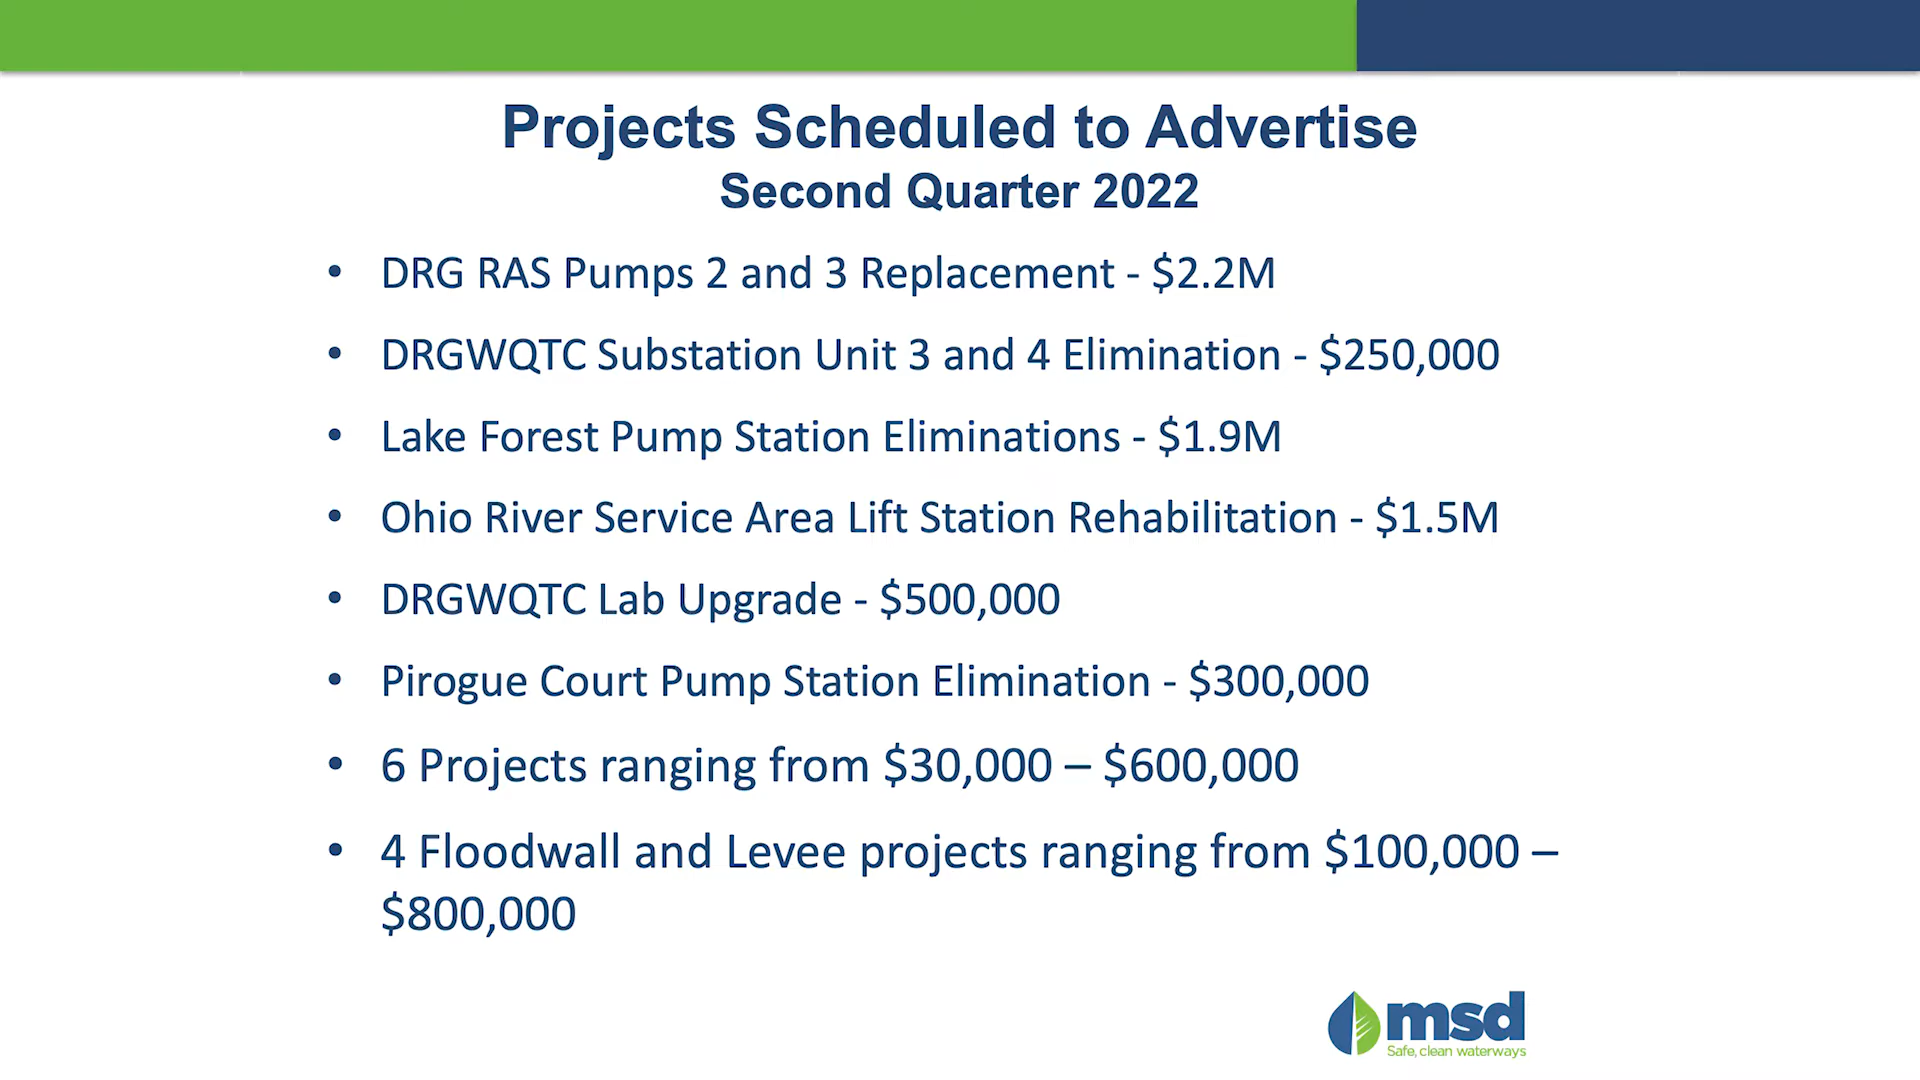 Projects Scheduled to Advertise
Second Quarter 2022
• DRG RAS Pumps 2 and 3 Replacement - $2.2M
• DRGWQTC Substation Unit 3 and 4 Elimination - $250,000
• Lake Forest Pump Station Eliminations - $1.9M
• Ohio River Service Area Lift Station Rehabilitation - $1.5M
• DRGWQTC Lab Upgrade - $500,000
• Pirogue Court Pump Station Elimination - $300,000
• 6 Projects ranging from $30,000 – $600,000
• 4 Floodwall and Levee projects ranging from $100,000 –
$800,000
msd
Safe, clean waterways